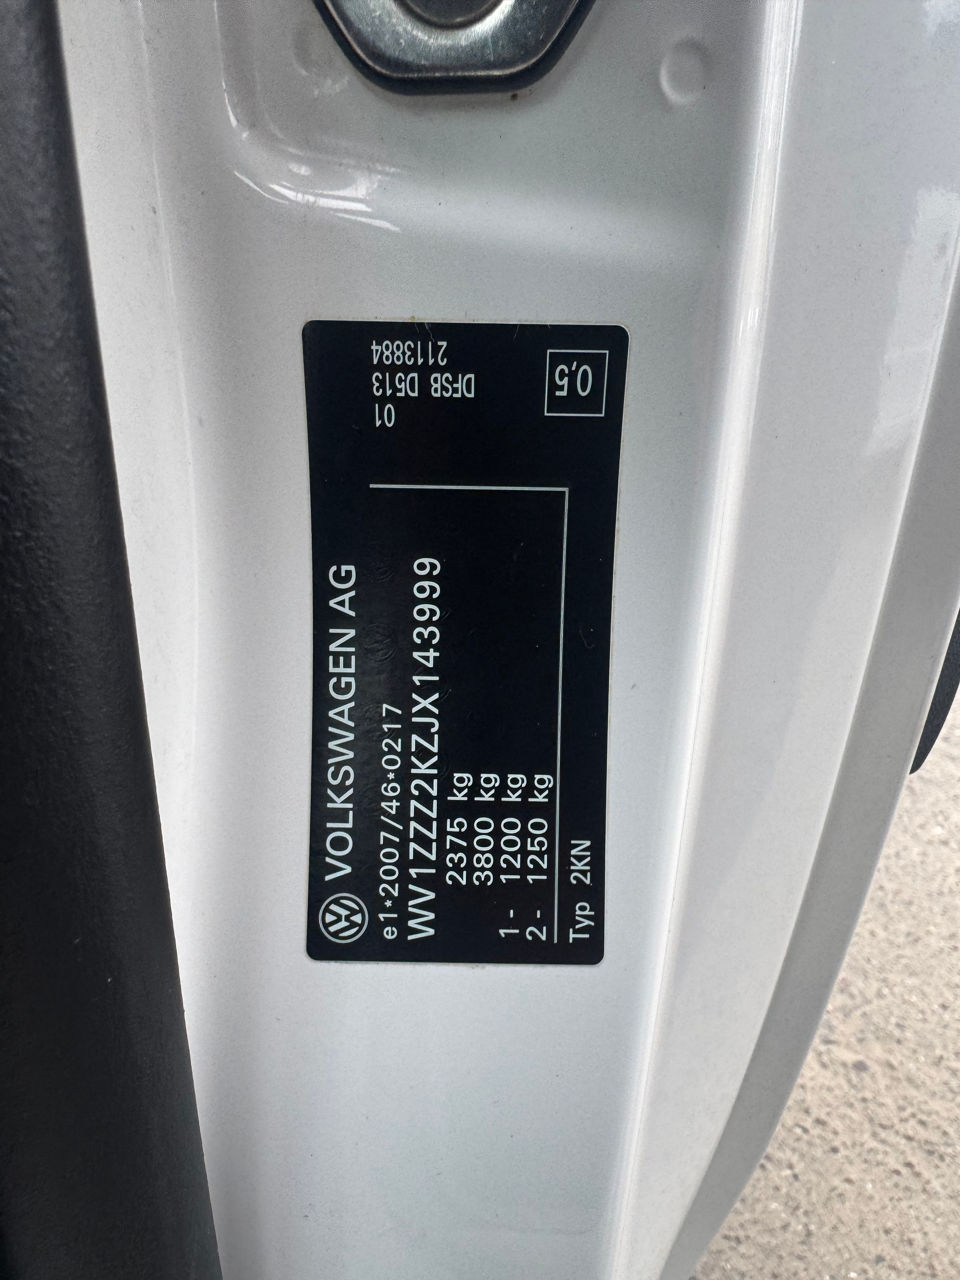 VOLKSWAGEN AG
e1*2007/46*0217
WV1ZZZ2KZJX143999
2375 kg
3800 kg
1- 1200 kg
2- 1250 kg
Typ 2KN
01
DFSB D513
2113884
0,5